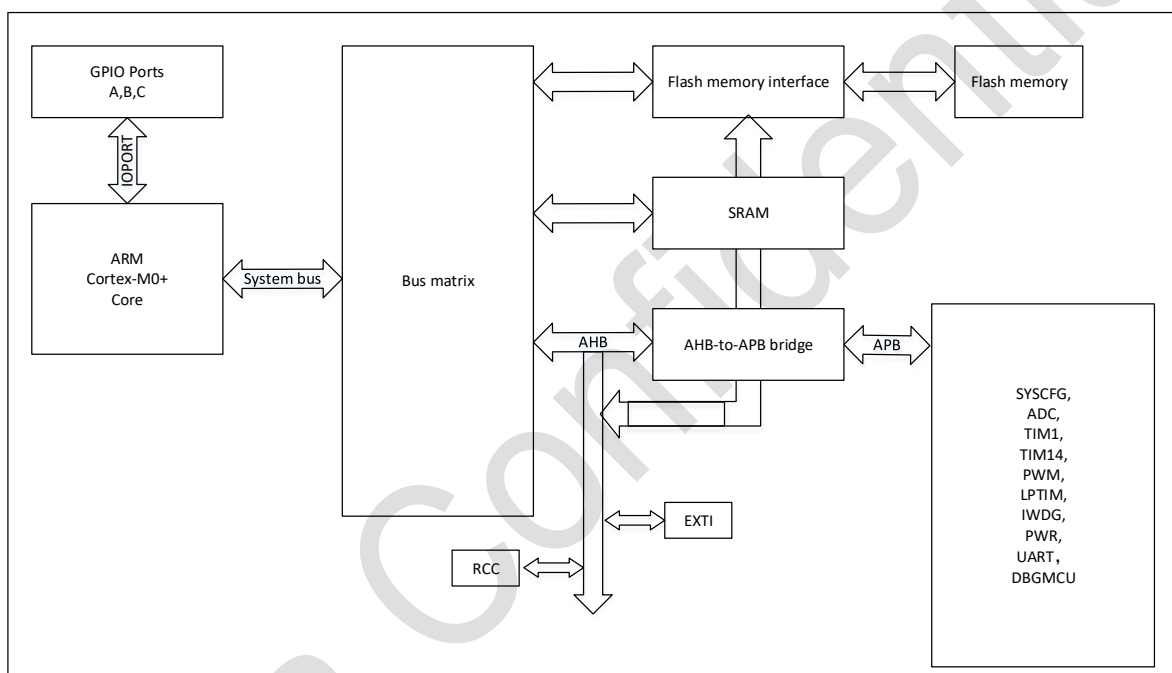 GPIO Ports
A,B,C
IOPORT
ARM
Cortex-M0+
Core
System bus
Bus matrix
Flash memory interface
Flash memory
SRAM
AHB
AHB-to-APB bridge
APB
SYSCFG,
ADC,
TIM1,
TIM14,
PWM,
LPTIM,
IWDG,
PWR,
UART，
DBGMCU
EXTI
RCC